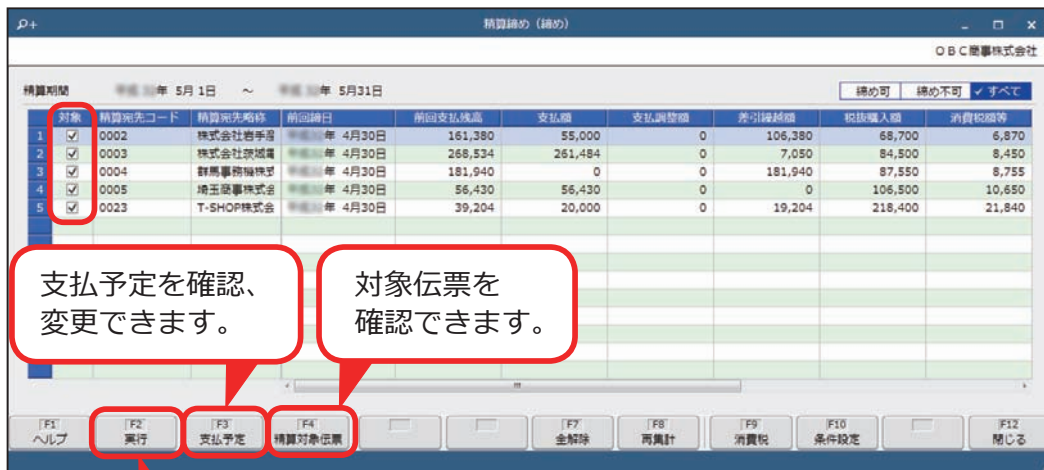 精算締め（締め）
ＯＢＣ商事株式会社
精算期間 年 5月 1日 ～ 年 5月31日
締め可 締め不可 すべて
対象 精算宛先コード 精算宛先略称 前回締日 前回支払残高 支払額 支払調整額 差引繰越額 税抜購入額 消費税額等
1 0002 株式会社岩手 年 4月30日 161,380 55,000 0 106,380 68,700 6,870
2 0003 株式会社茨城 年 4月30日 268,534 261,484 0 7,050 84,500 8,450
3 0004 群馬事務機株式 年 4月30日 181,940 0 0 181,940 87,550 8,755
4 0005 埼玉商事株式会 年 4月30日 56,430 56,430 0 0 106,500 10,650
5 0023 T-SHOP株式会 年 4月30日 39,204 20,000 0 19,204 218,400 21,840
支払予定を確認、
変更できます。
対象伝票を
確認できます。
F1 F2 F3 F4 F7 F8 F9 F10 F12
ヘルプ 実行 支払予定 精算対象伝票 全解除 再集計 消費税 条件設定 閉じる